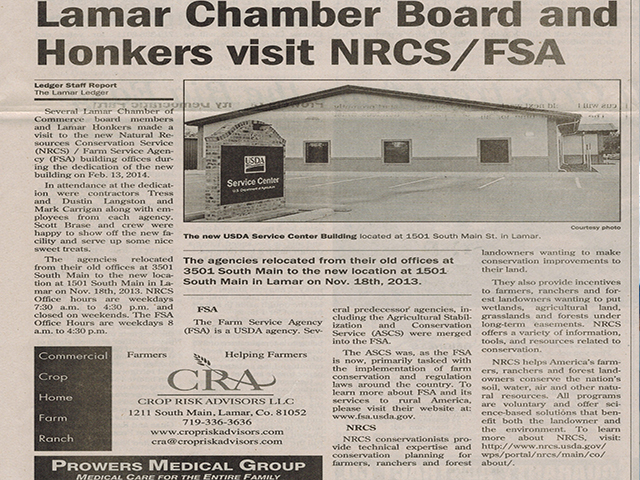 Lamar Chamber Board and
Honkers visit NRCS/FSA
Ledger Staff Report
The Lamar Ledger
Several Lamar Chamber of
Commerce board members
and Lamar Honkers made a
visit to the new Natural Re-
sources Conservation Service
(NRCS) / Farm Service Agen-
cy (FSA) building offices dur-
ing the dedication of the new
building on Feb. 13, 2014.
In attendance at the dedicat-
ion were contractors Tress
and Dustin Langston and
Mark Carrigan along with em-
ployees from each agency.
Scott Brase and crew were
happy to show off the new fa-
cility and serve up some nice
sweet treats.
The agencies relocated
from their old offices at 3501
South Main to the new loca-
tion at 1501 South Main in La-
mar on Nov. 18th, 2013. NRCS
Office hours are weekdays
7:30 a.m. to 4:30 p.m. and
closed on weekends. The FSA
Office Hours are weekdays 8
a.m. to 4:30 p.m.
USDA
Service Center
U.S. Department of Agriculture
Courtesy photo
The new USDA Service Center Building located at 1501 South Main St. in Lamar.
The agencies relocated from their old offices at
3501 South Main to the new location at 1501
South Main in Lamar on Nov. 18th, 2013.
FSA
The Farm Service Agency
(FSA) is a USDA agency. Sev-
eral predecessor agencies, in-
cluding the Agricultural Stabil-
ization and Conservation
Service (ASCS) were merged
into the FSA.
The ASCS was, as the FSA
is now, primarily tasked with
the implementation of farm
conservation and regulation
laws around the country. To
learn more about FSA and its
services to rural America,
please visit their website at:
www.fsa.usda.gov.
NRCS
NRCS conservationists pro-
vide technical expertise and
conservation planning for
farmers, ranchers and forest
landowners wanting to make
conservation improvements to
their land.
They also provide incentives
to farmers, ranchers and for-
est landowners wanting to put
wetlands, agricultural land,
grasslands and forests under
long-term easements. NRCS
offers a variety of information,
tools, and resources related to
conservation.
NRCS helps America's farm-
ers, ranchers and forest land-
owners conserve the nation's
soil, water, air and other natu-
ral resources. All programs
are voluntary and offer sci-
ence-based solutions that ben-
efit both the landowner and
the environment. To learn
more about NRCS, visit:
http://www.nrcs.usda.gov/
wps/portal/nrcs/main/co/
about/.
Commercial
Crop
Home
Farm
Ranch
Farmers Helping Farmers
CRA
CROP RISK ADVISORS LLC
1211 South Main, Lamar, Co. 81052
719-336-3636
www.cropriskadvisors.com
cra@cropriskadvisors.com
PROWERS MEDICAL GROUP
MEDICAL CARE FOR THE ENTIRE FAMILY